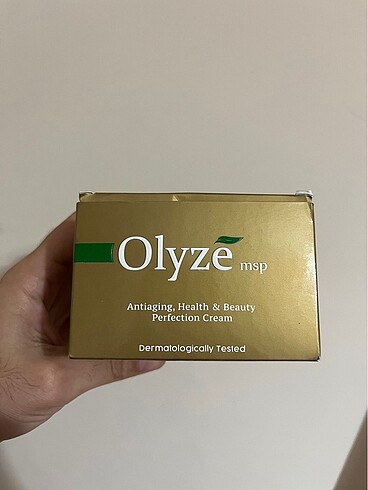 Olyzé msp
Antiaging, Health & Beauty
Perfection Cream
Dermatologically Tested